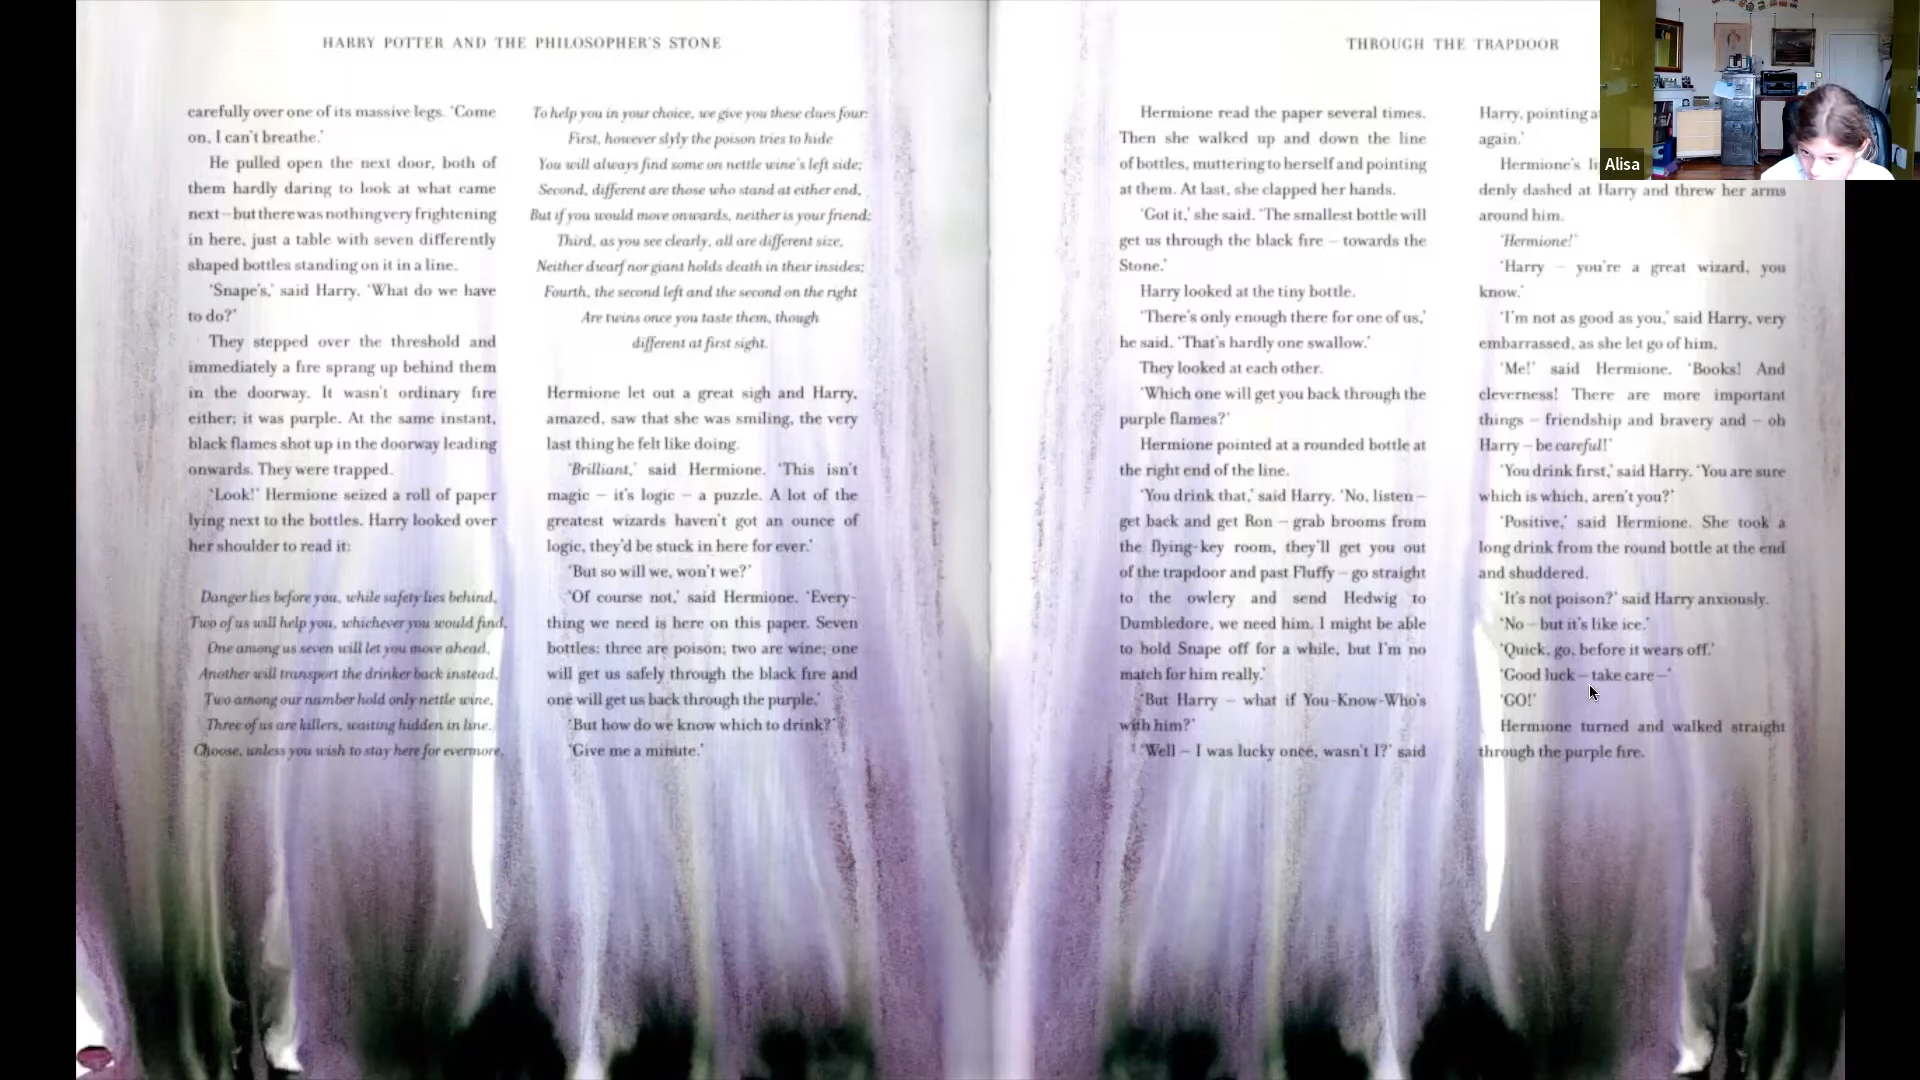 HARRY POTTER AND THE PHILOSOPHER'S STONE
carefully over one of its massive legs. 'Come
on, I can't breathe.'
He pulled open the next door, both of
them hardly daring to look at what came
next – but there was nothing very frightening
in here, just a table with seven differently
shaped bottles standing on it in a line.
'Snape's,' said Harry. 'What do we have
to do?'
They stepped over the threshold and
immediately a fire sprang up behind them
in the doorway. It wasn't ordinary fire
either; it was purple. At the same instant,
black flames shot up in the doorway leading
onwards. They were trapped.
'Look!' Hermione seized a roll of paper
lying next to the bottles. Harry looked over
her shoulder to read it:
Danger lies before you, while safety lies behind,
Two of us will help you, whichever you would find,
One among us seven will let you move ahead,
Another will transport the drinker back instead,
Two among our number hold only nettle wine,
Three of us are killers, waiting hidden in line.
Choose, unless you wish to stay here for evermore,
To help you in your choice, we give you these clues four:
First, however slyly the poison tries to hide
You will always find some on nettle wine's left side;
Second, different are those who stand at either end,
But if you would move onwards, neither is your friend;
Third, as you see clearly, all are different size,
Neither dwarf nor giant holds death in their insides;
Fourth, the second left and the second on the right
Are twins once you taste them, though
different at first sight.
Hermione let out a great sigh and Harry,
amazed, saw that she was smiling, the very
last thing he felt like doing.
'Brilliant,' said Hermione. 'This isn't
magic – it's logic – a puzzle. A lot of the
greatest wizards haven't got an ounce of
logic, they'd be stuck in here for ever.'
'But so will we, won't we?'
'Of course not,' said Hermione. 'Every-
thing we need is here on this paper. Seven
bottles: three are poison; two are wine; one
will get us safely through the black fire and
one will get us back through the purple.'
'But how do we know which to drink?'
'Give me a minute.'
THROUGH THE TRAPDOOR
Hermione read the paper several times.
Then she walked up and down the line
of bottles, muttering to herself and pointing
at them. At last, she clapped her hands.
'Got it,' she said. 'The smallest bottle will
get us through the black fire – towards the
Stone.'
Harry looked at the tiny bottle.
'There's only enough there for one of us,'
he said. 'That's hardly one swallow.'
They looked at each other.
'Which one will get you back through the
purple flames?'
Hermione pointed at a rounded bottle at
the right end of the line.
'You drink that,' said Harry. 'No, listen –
get back and get Ron – grab brooms from
the flying-key room, they'll get you out
of the trapdoor and past Fluffy – go straight
to the owlery and send Hedwig to
Dumbledore, we need him. I might be able
to hold Snape off for a while, but I'm no
match for him really.'
'But Harry – what if You-Know-Who's
with him?'
'Well – I was lucky once, wasn't I?' said
Harry, pointing
again.'
Hermione's
denly dashed at Harry and threw her arms
around him.
'Hermione!'
'Harry – you're a great wizard, you
know.'
'I'm not as good as you,' said Harry, very
embarrassed, as she let go of him.
'Me!' said Hermione. 'Books! And
cleverness! There are more important
things – friendship and bravery and – oh
Harry – be careful!'
'You drink first,' said Harry. 'You are sure
which is which, aren't you?'
'Positive,' said Hermione. She took a
long drink from the round bottle at the end
and shuddered.
'It's not poison?' said Harry anxiously.
'No – but it's like ice.'
'Quick, go, before it wears off.'
'Good luck – take care –'
'GO!'
Hermione turned and walked straight
through the purple fire.
Alisa